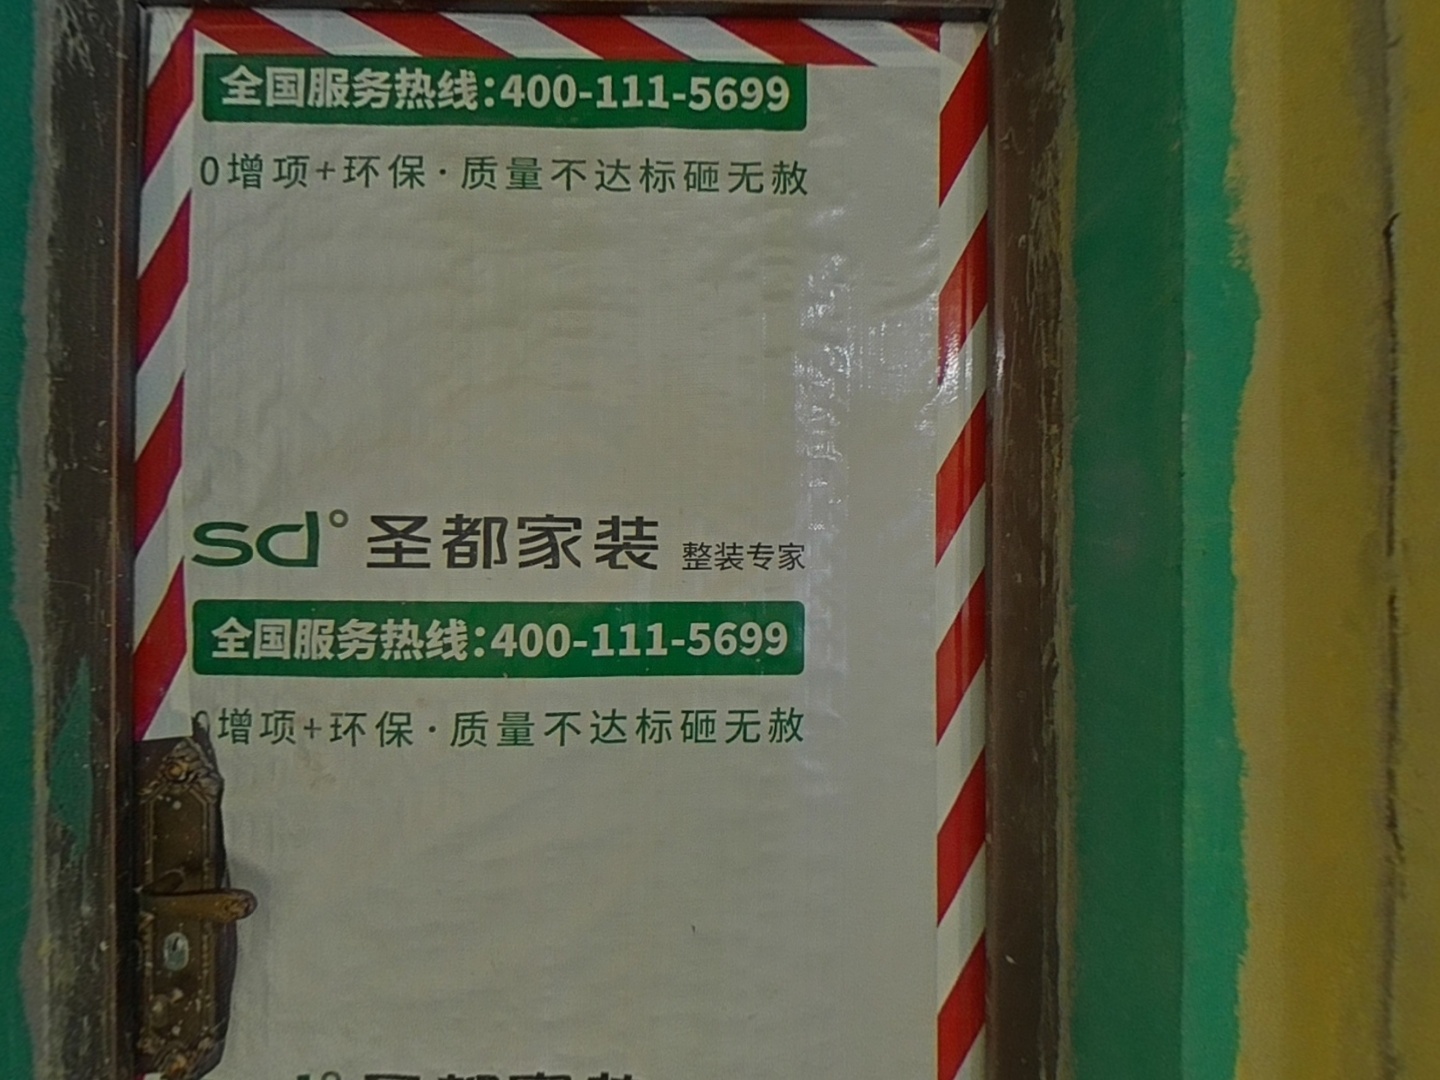 全国服务热线:400-111-5699
0增项+环保·质量不达标砸无赦
sd° 圣都家装 整装专家
全国服务热线:400-111-5699
0增项+环保·质量不达标砸无赦